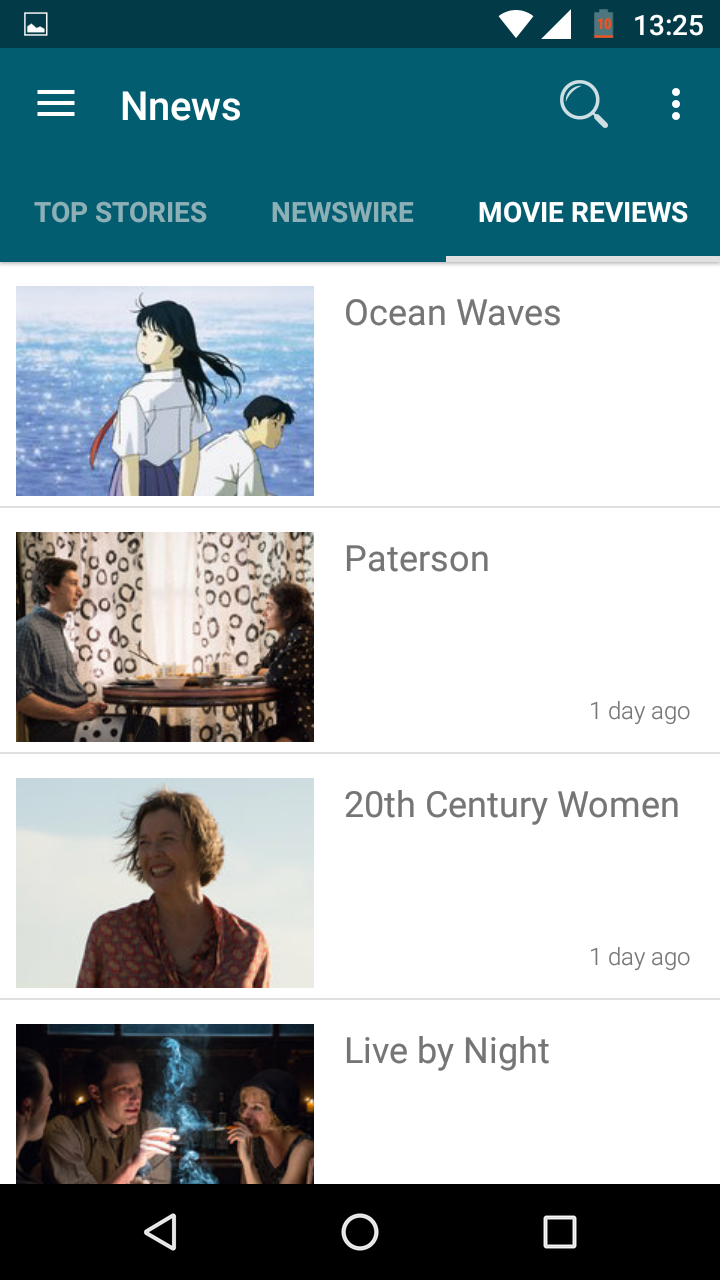 10 13:25
Nnews
TOP STORIES NEWSWIRE MOVIE REVIEWS
Ocean Waves
Paterson
1 day ago
20th Century Women
1 day ago
Live by Night